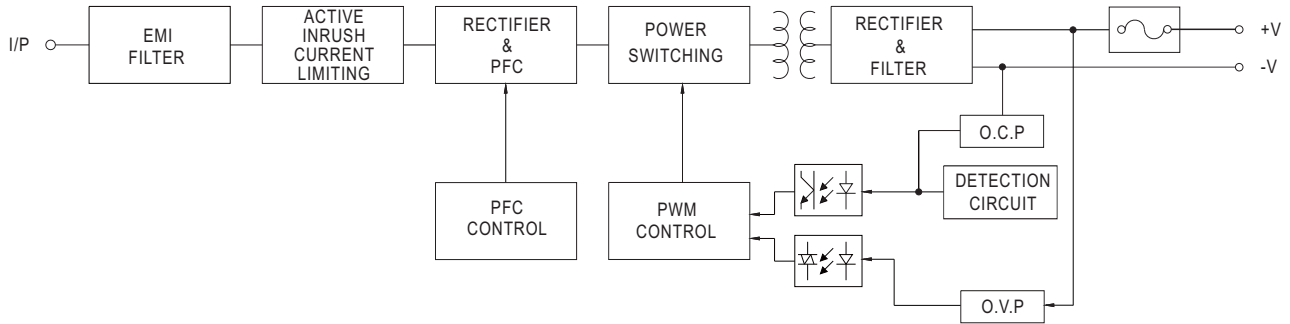 I/P
EMI
FILTER
ACTIVE
INRUSH
CURRENT
LIMITING
RECTIFIER
&
PFC
POWER
SWITCHING
RECTIFIER
&
FILTER
+V
-V
O.C.P
DETECTION
CIRCUIT
PFC
CONTROL
PWM
CONTROL
O.V.P